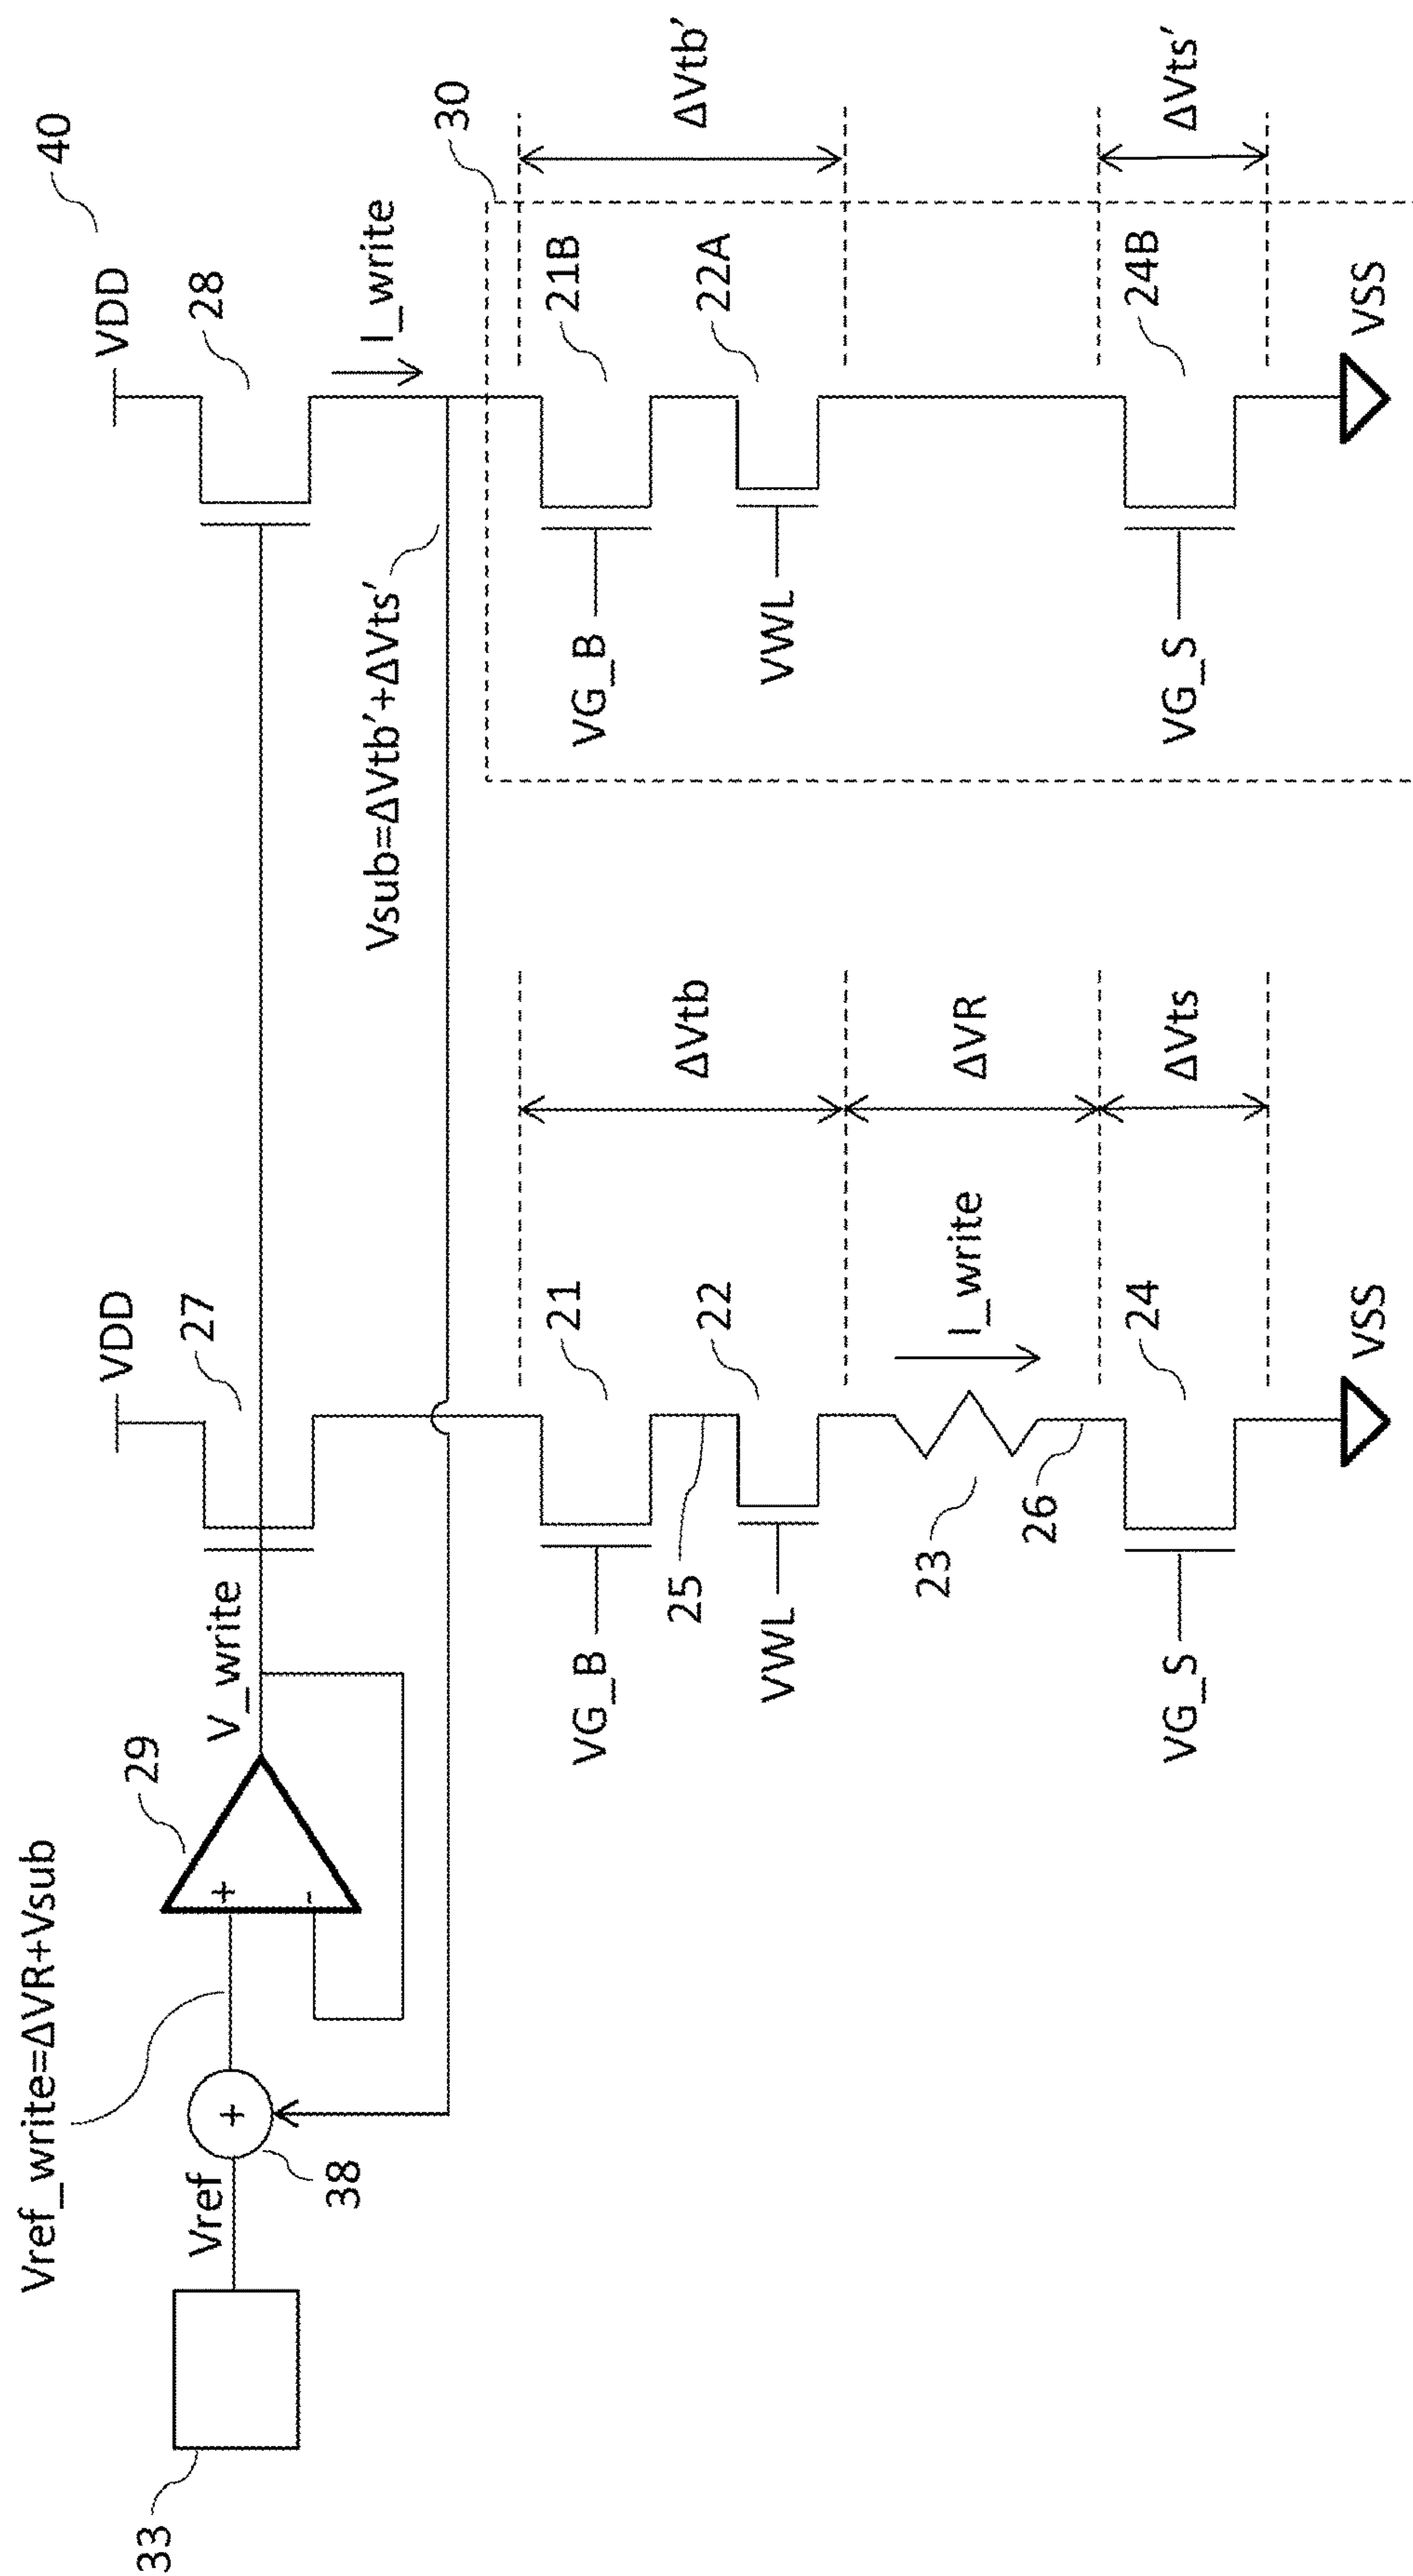 40
Vref_write=ΔVR+Vsub
VDD
28
I_write
VDD
27
V_write
29
+
-
Vref
+
38
33
Vsub=ΔVtb'+ΔVts'
30
VG_B
21
ΔVtb
VG_B
21B
ΔVtb'
25
VWL
22
VWL
22A
23
I_write
ΔVR
26
VG_S
24
ΔVts
VG_S
24B
ΔVts'
VSS
VSS